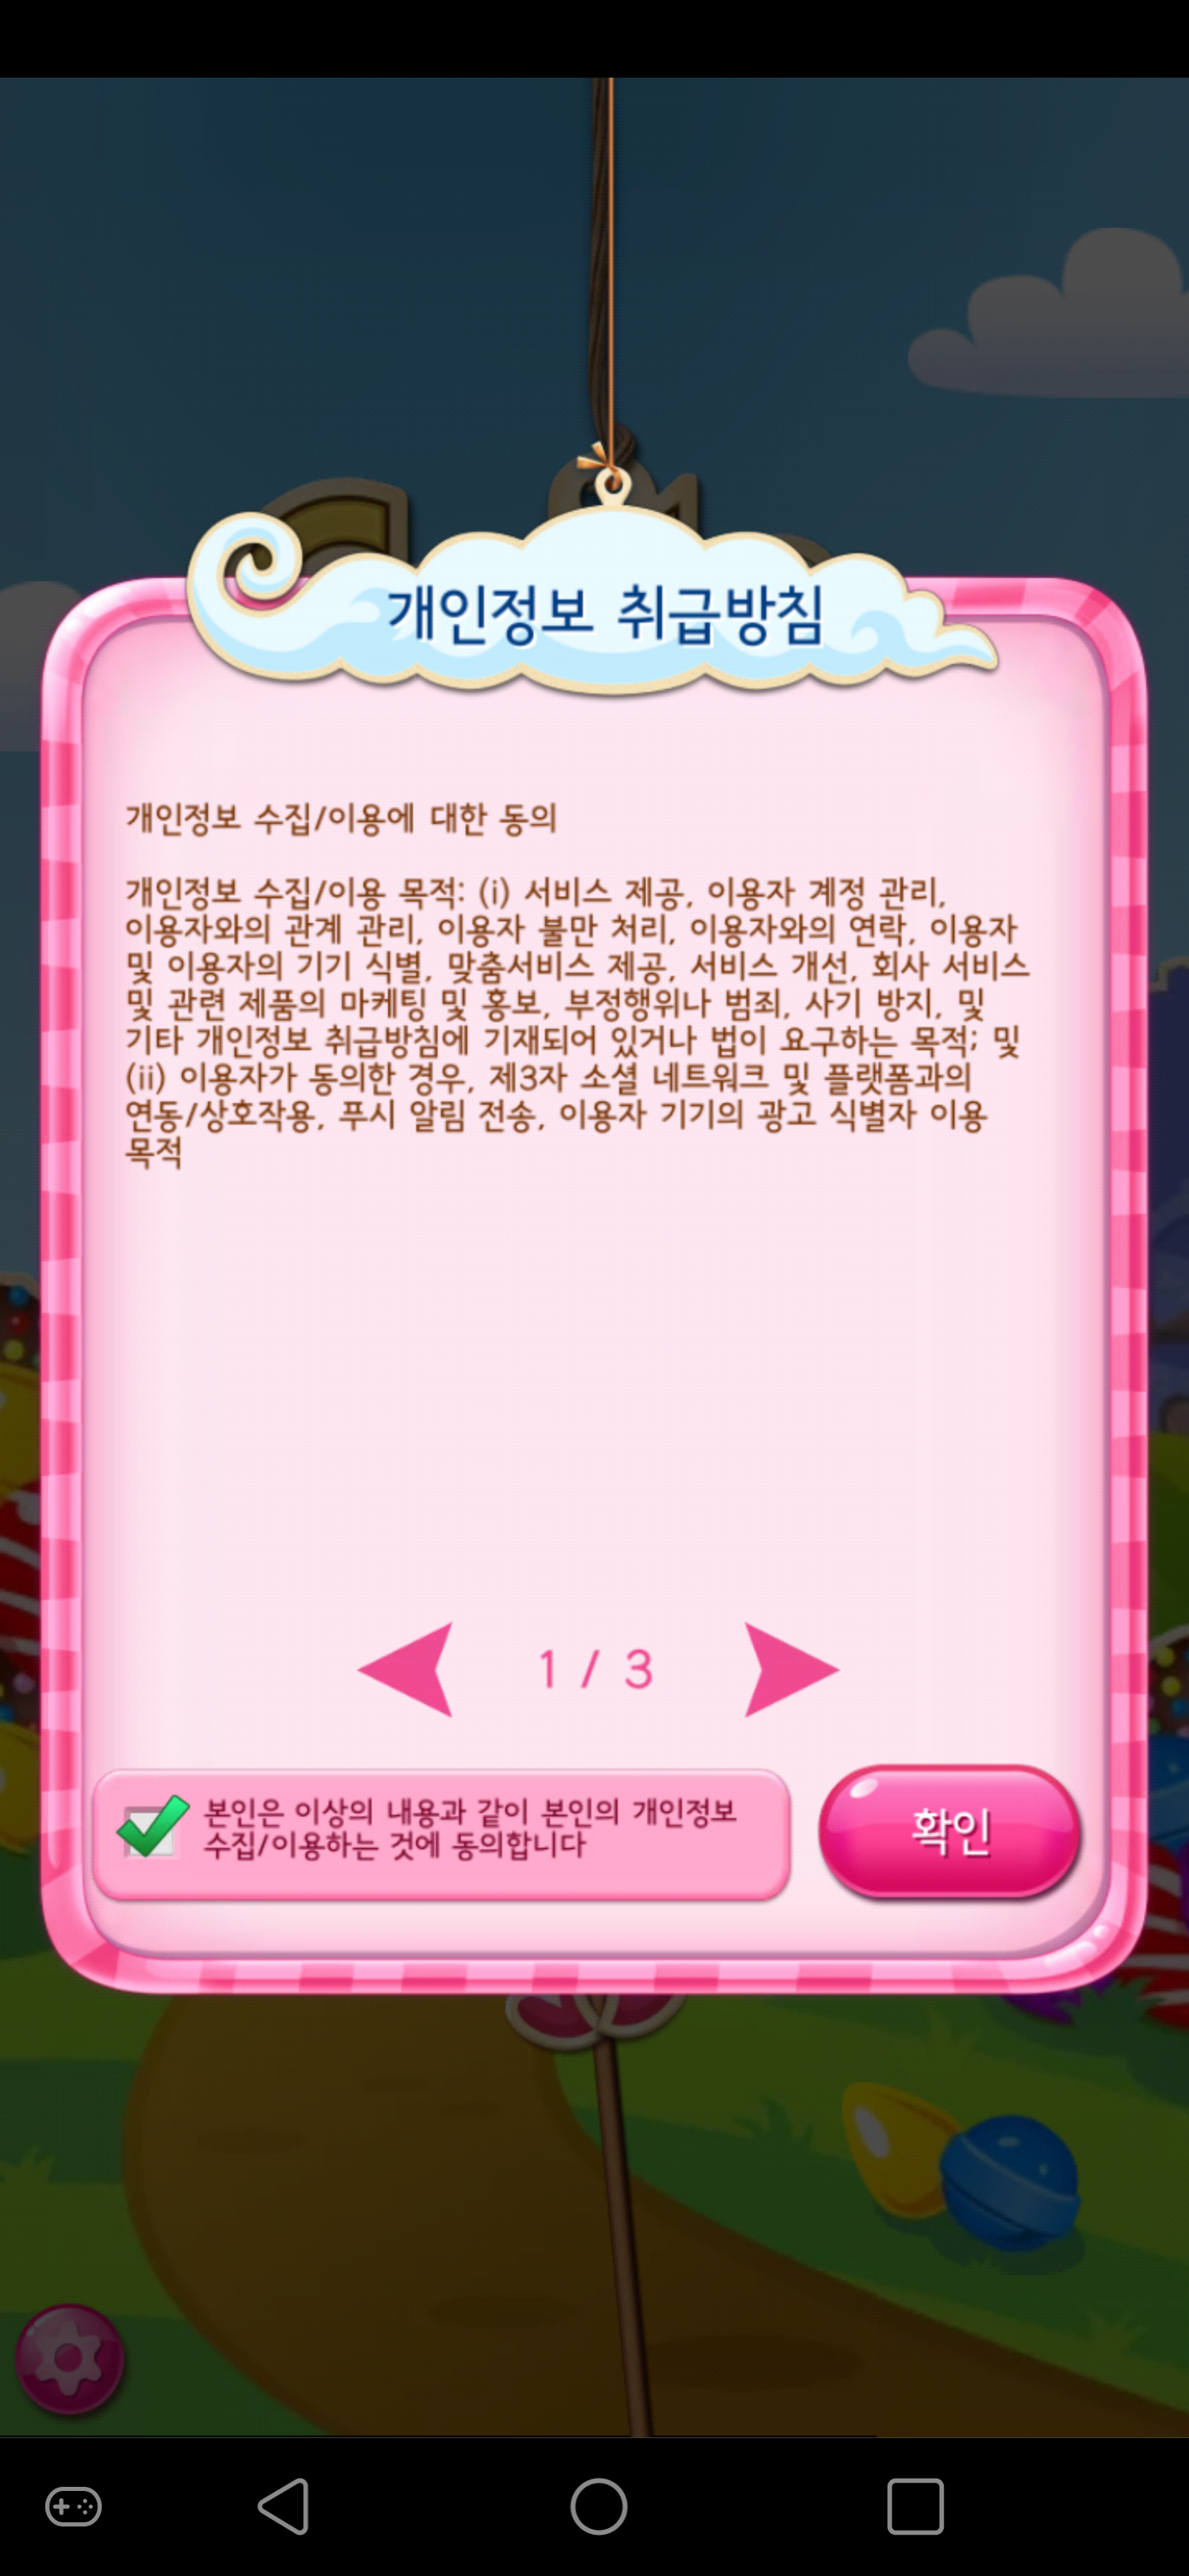 개인정보 취급방침
개인정보 수집/이용에 대한 동의
개인정보 수집/이용 목적: (i) 서비스 제공, 이용자 계정 관리,
이용자와의 관계 관리, 이용자 불만 처리, 이용자와의 연락, 이용자
및 이용자의 기기 식별, 맞춤서비스 제공, 서비스 개선, 회사 서비스
및 관련 제품의 마케팅 및 홍보, 부정행위나 범죄, 사기 방지, 및
기타 개인정보 취급방침에 기재되어 있거나 법이 요구하는 목적; 및
(ii) 이용자가 동의한 경우, 제3자 소셜 네트워크 및 플랫폼과의
연동/상호작용, 푸시 알림 전송, 이용자 기기의 광고 식별자 이용
목적
1 / 3
본인은 이상의 내용과 같이 본인의 개인정보
수집/이용하는 것에 동의합니다
확인